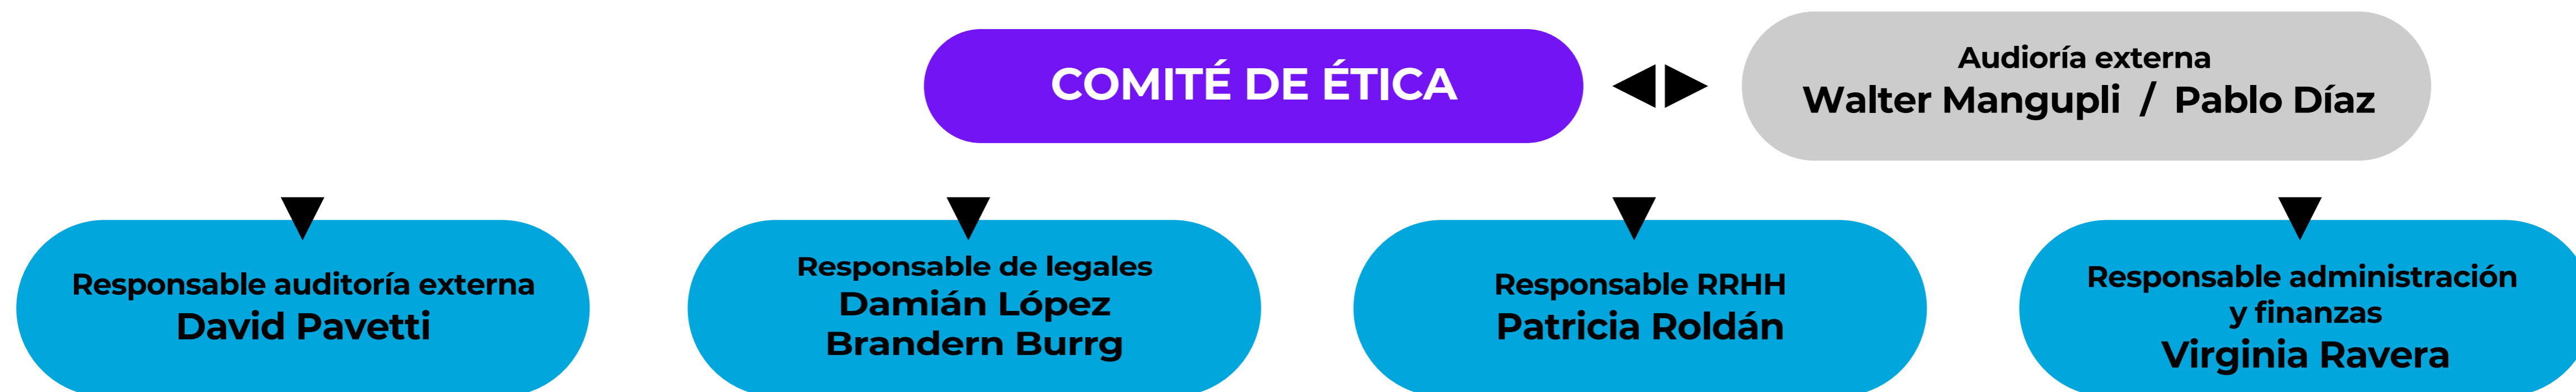 COMITÉ DE ÉTICA
Audioría externa
Walter Mangupli / Pablo Díaz
Responsable auditoría externa
David Pavetti
Responsable de legales
Damián López
Brandern Burrg
Responsable RRHH
Patricia Roldán
Responsable administración
y finanzas
Virginia Ravera